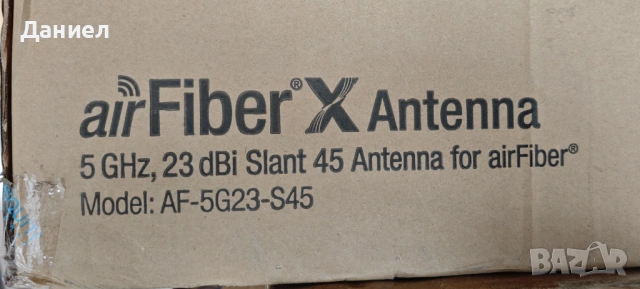 Даниел
airFiber® X Antenna
5 GHz, 23 dBi Slant 45 Antenna for airFiber®
Model: AF-5G23-S45
BAZAR